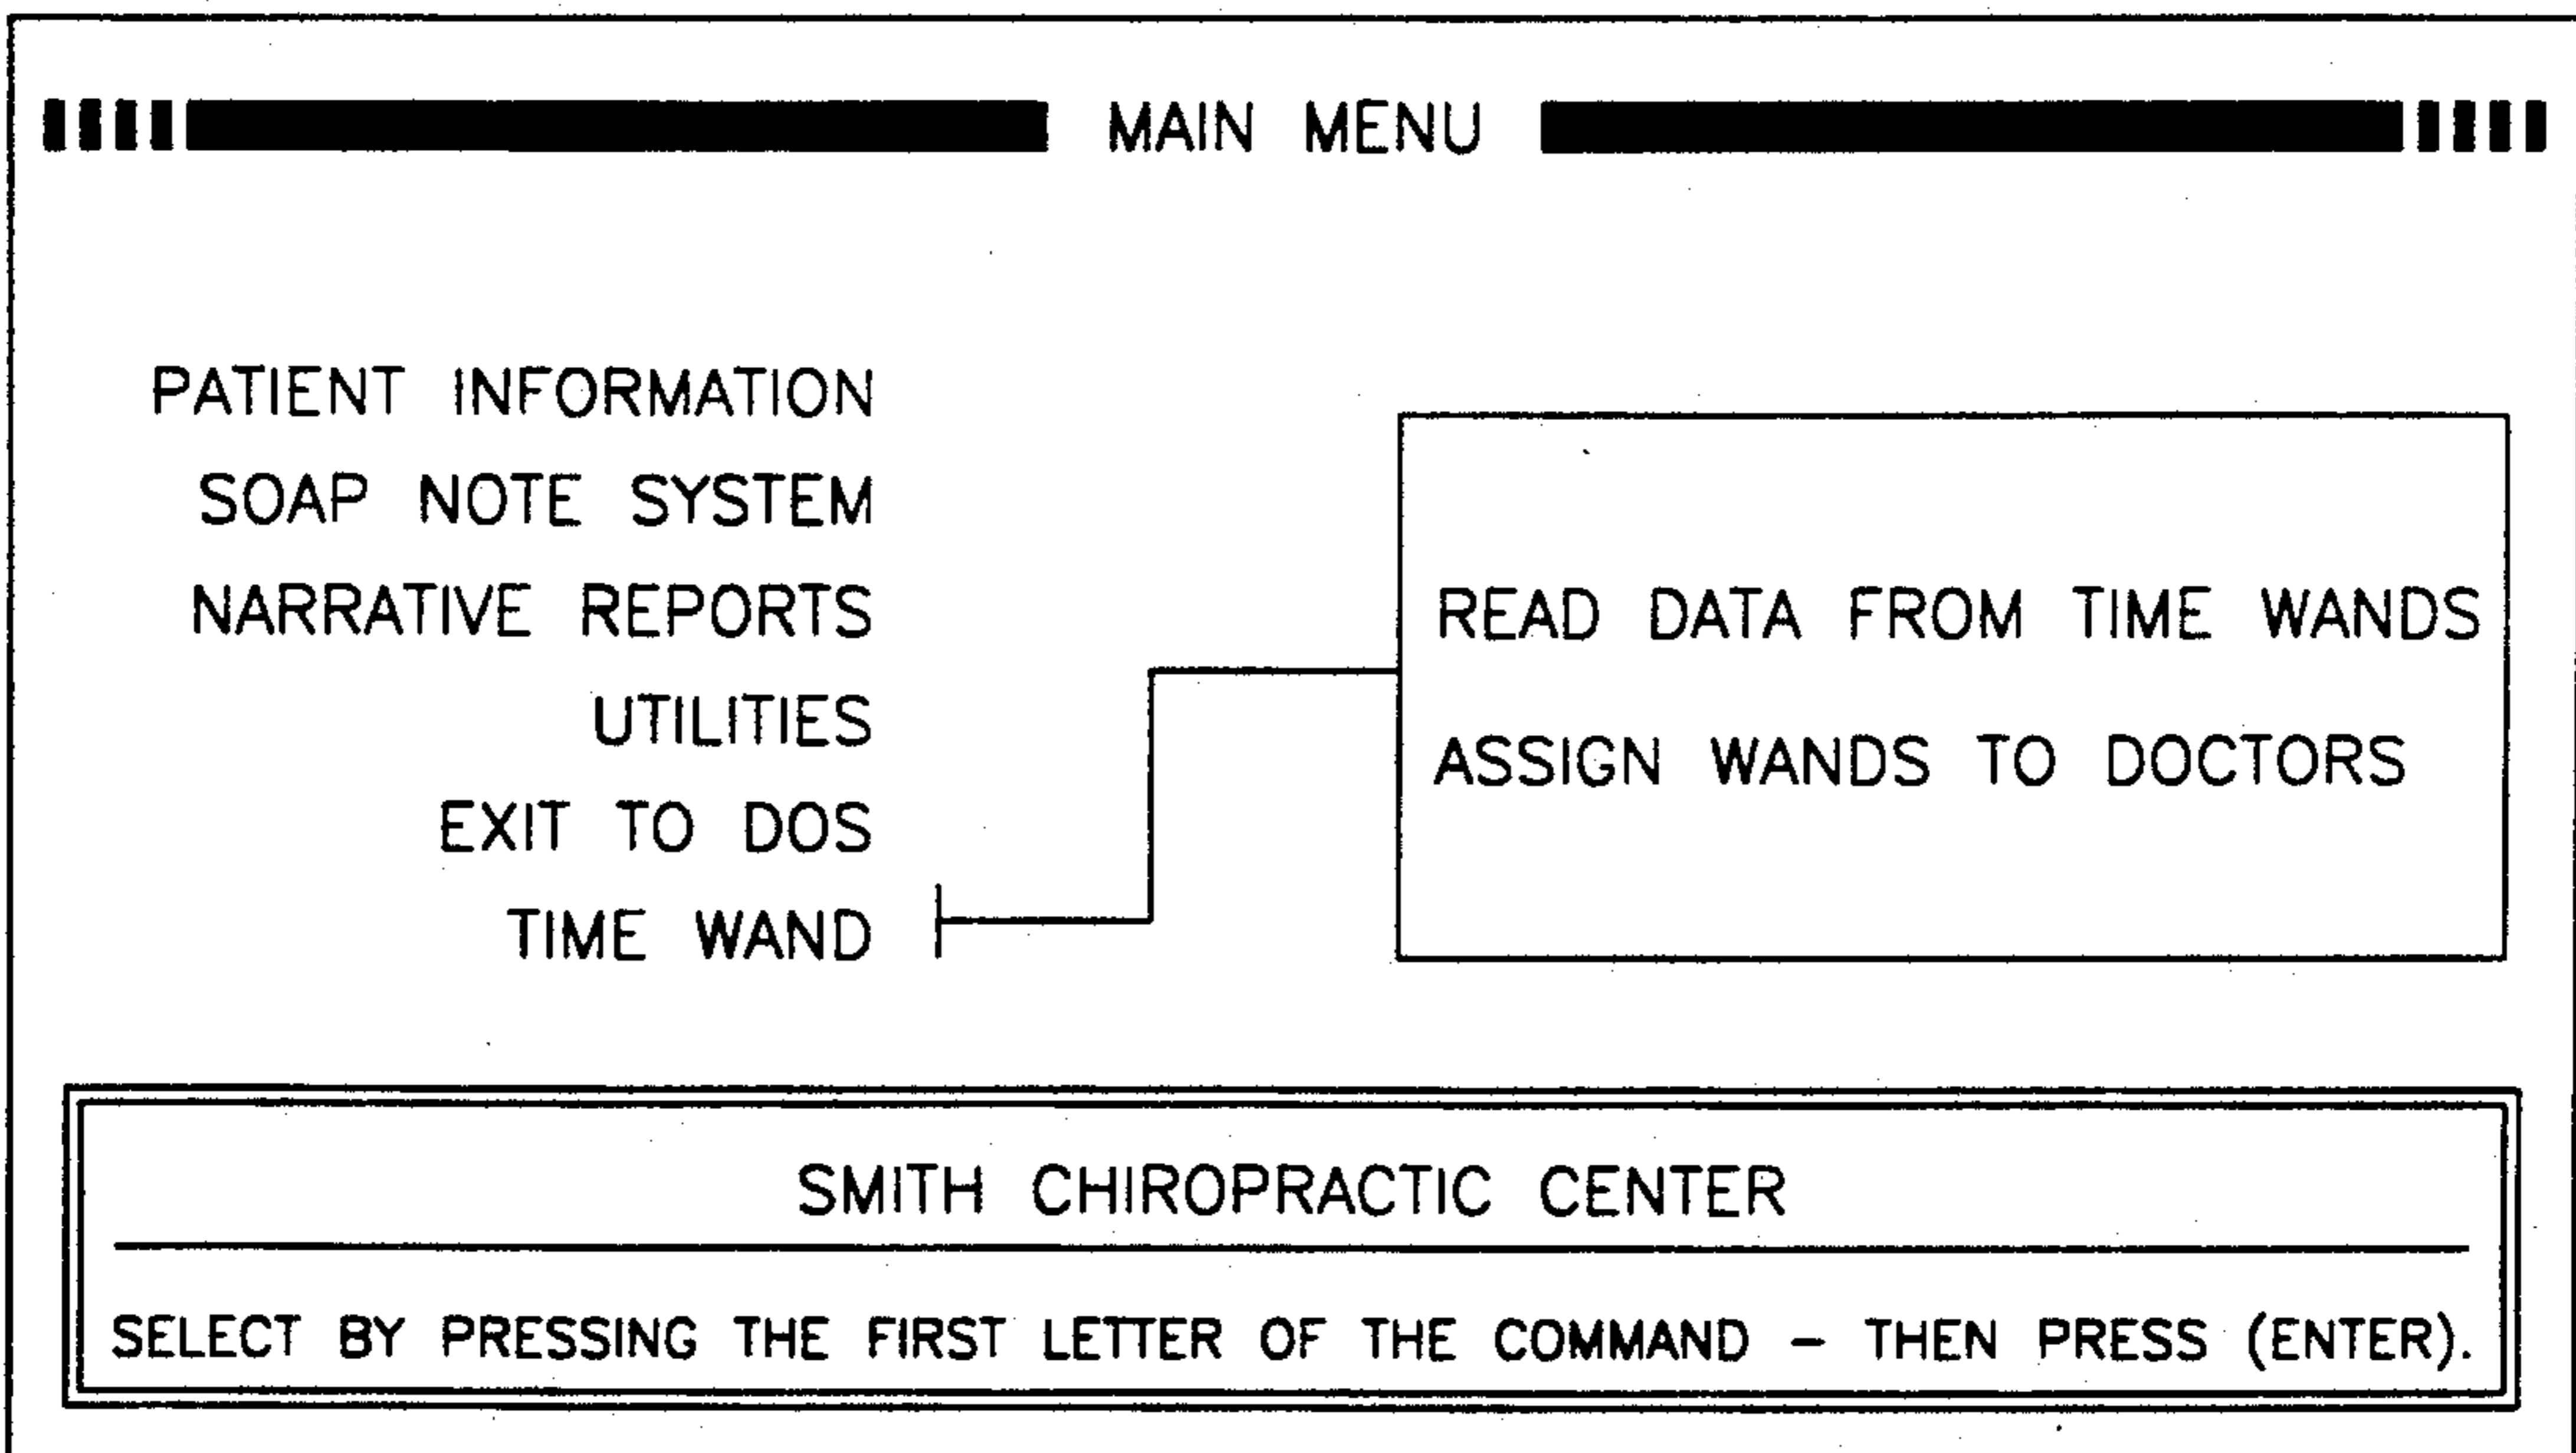 MAIN MENU
PATIENT INFORMATION
SOAP NOTE SYSTEM
NARRATIVE REPORTS
UTILITIES
EXIT TO DOS
TIME WAND
READ DATA FROM TIME WANDS
ASSIGN WANDS TO DOCTORS
SMITH CHIROPRACTIC CENTER
SELECT BY PRESSING THE FIRST LETTER OF THE COMMAND – THEN PRESS (ENTER).